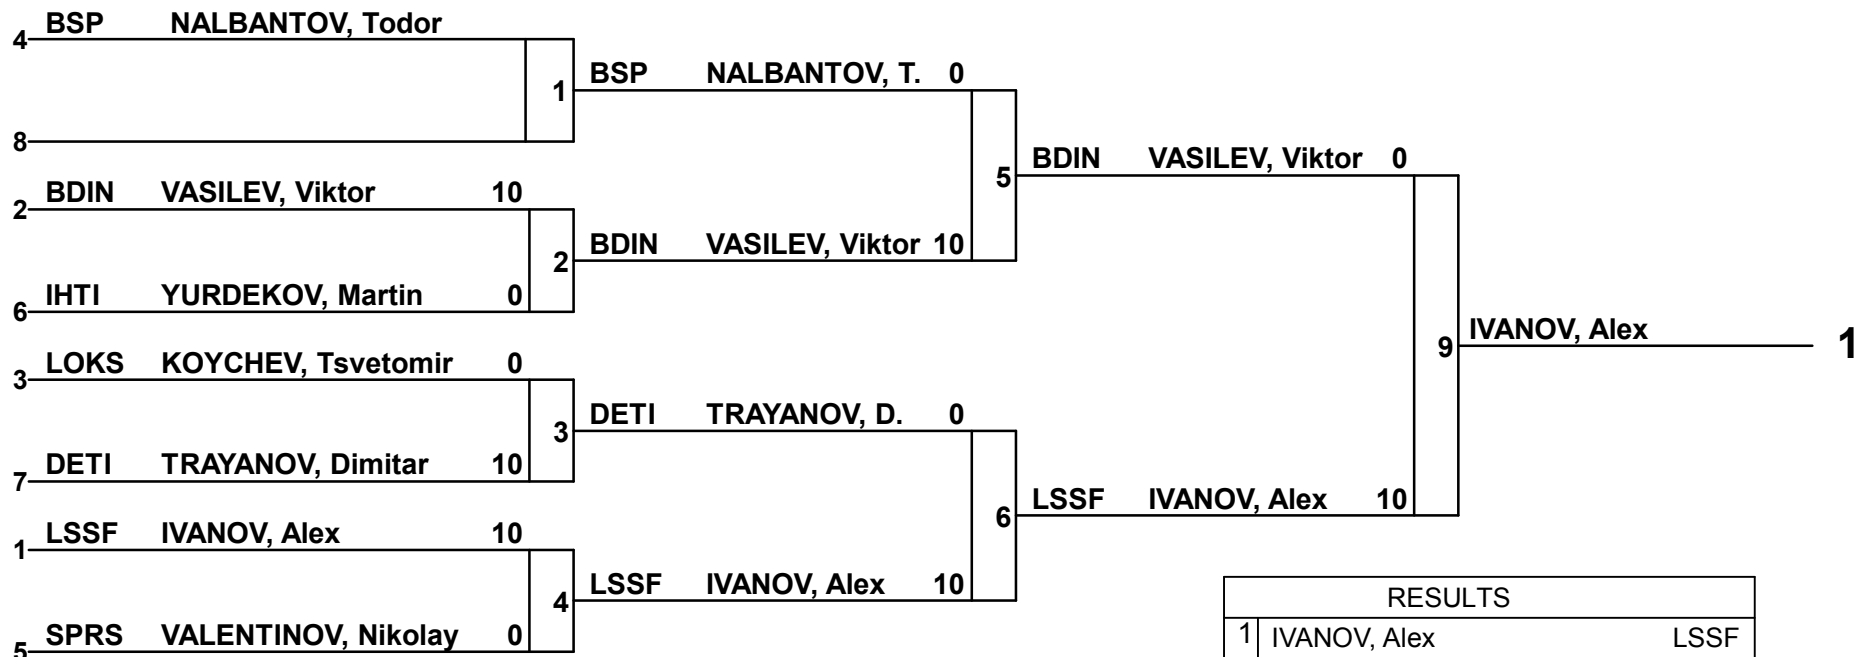 4 BSP NALBANTOV, Todor
1 BSP NALBANTOV, T. 0
8
5 BDIN VASILEV, Viktor 0
2 BDIN VASILEV, Viktor 10
2 BDIN VASILEV, Viktor 10
6 IHTI YURDEKOV, Martin 0
9 IVANOV, Alex 1
3 LOKS KOYCHEV, Tsvetomir 0
3 DETI TRAYANOV, D. 0
7 DETI TRAYANOV, Dimitar 10
6 LSSF IVANOV, Alex 10
1 LSSF IVANOV, Alex 10
4 LSSF IVANOV, Alex 10
5 SPRS VALENTINOV, Nikolay 0
RESULTS
1 IVANOV, Alex LSSF